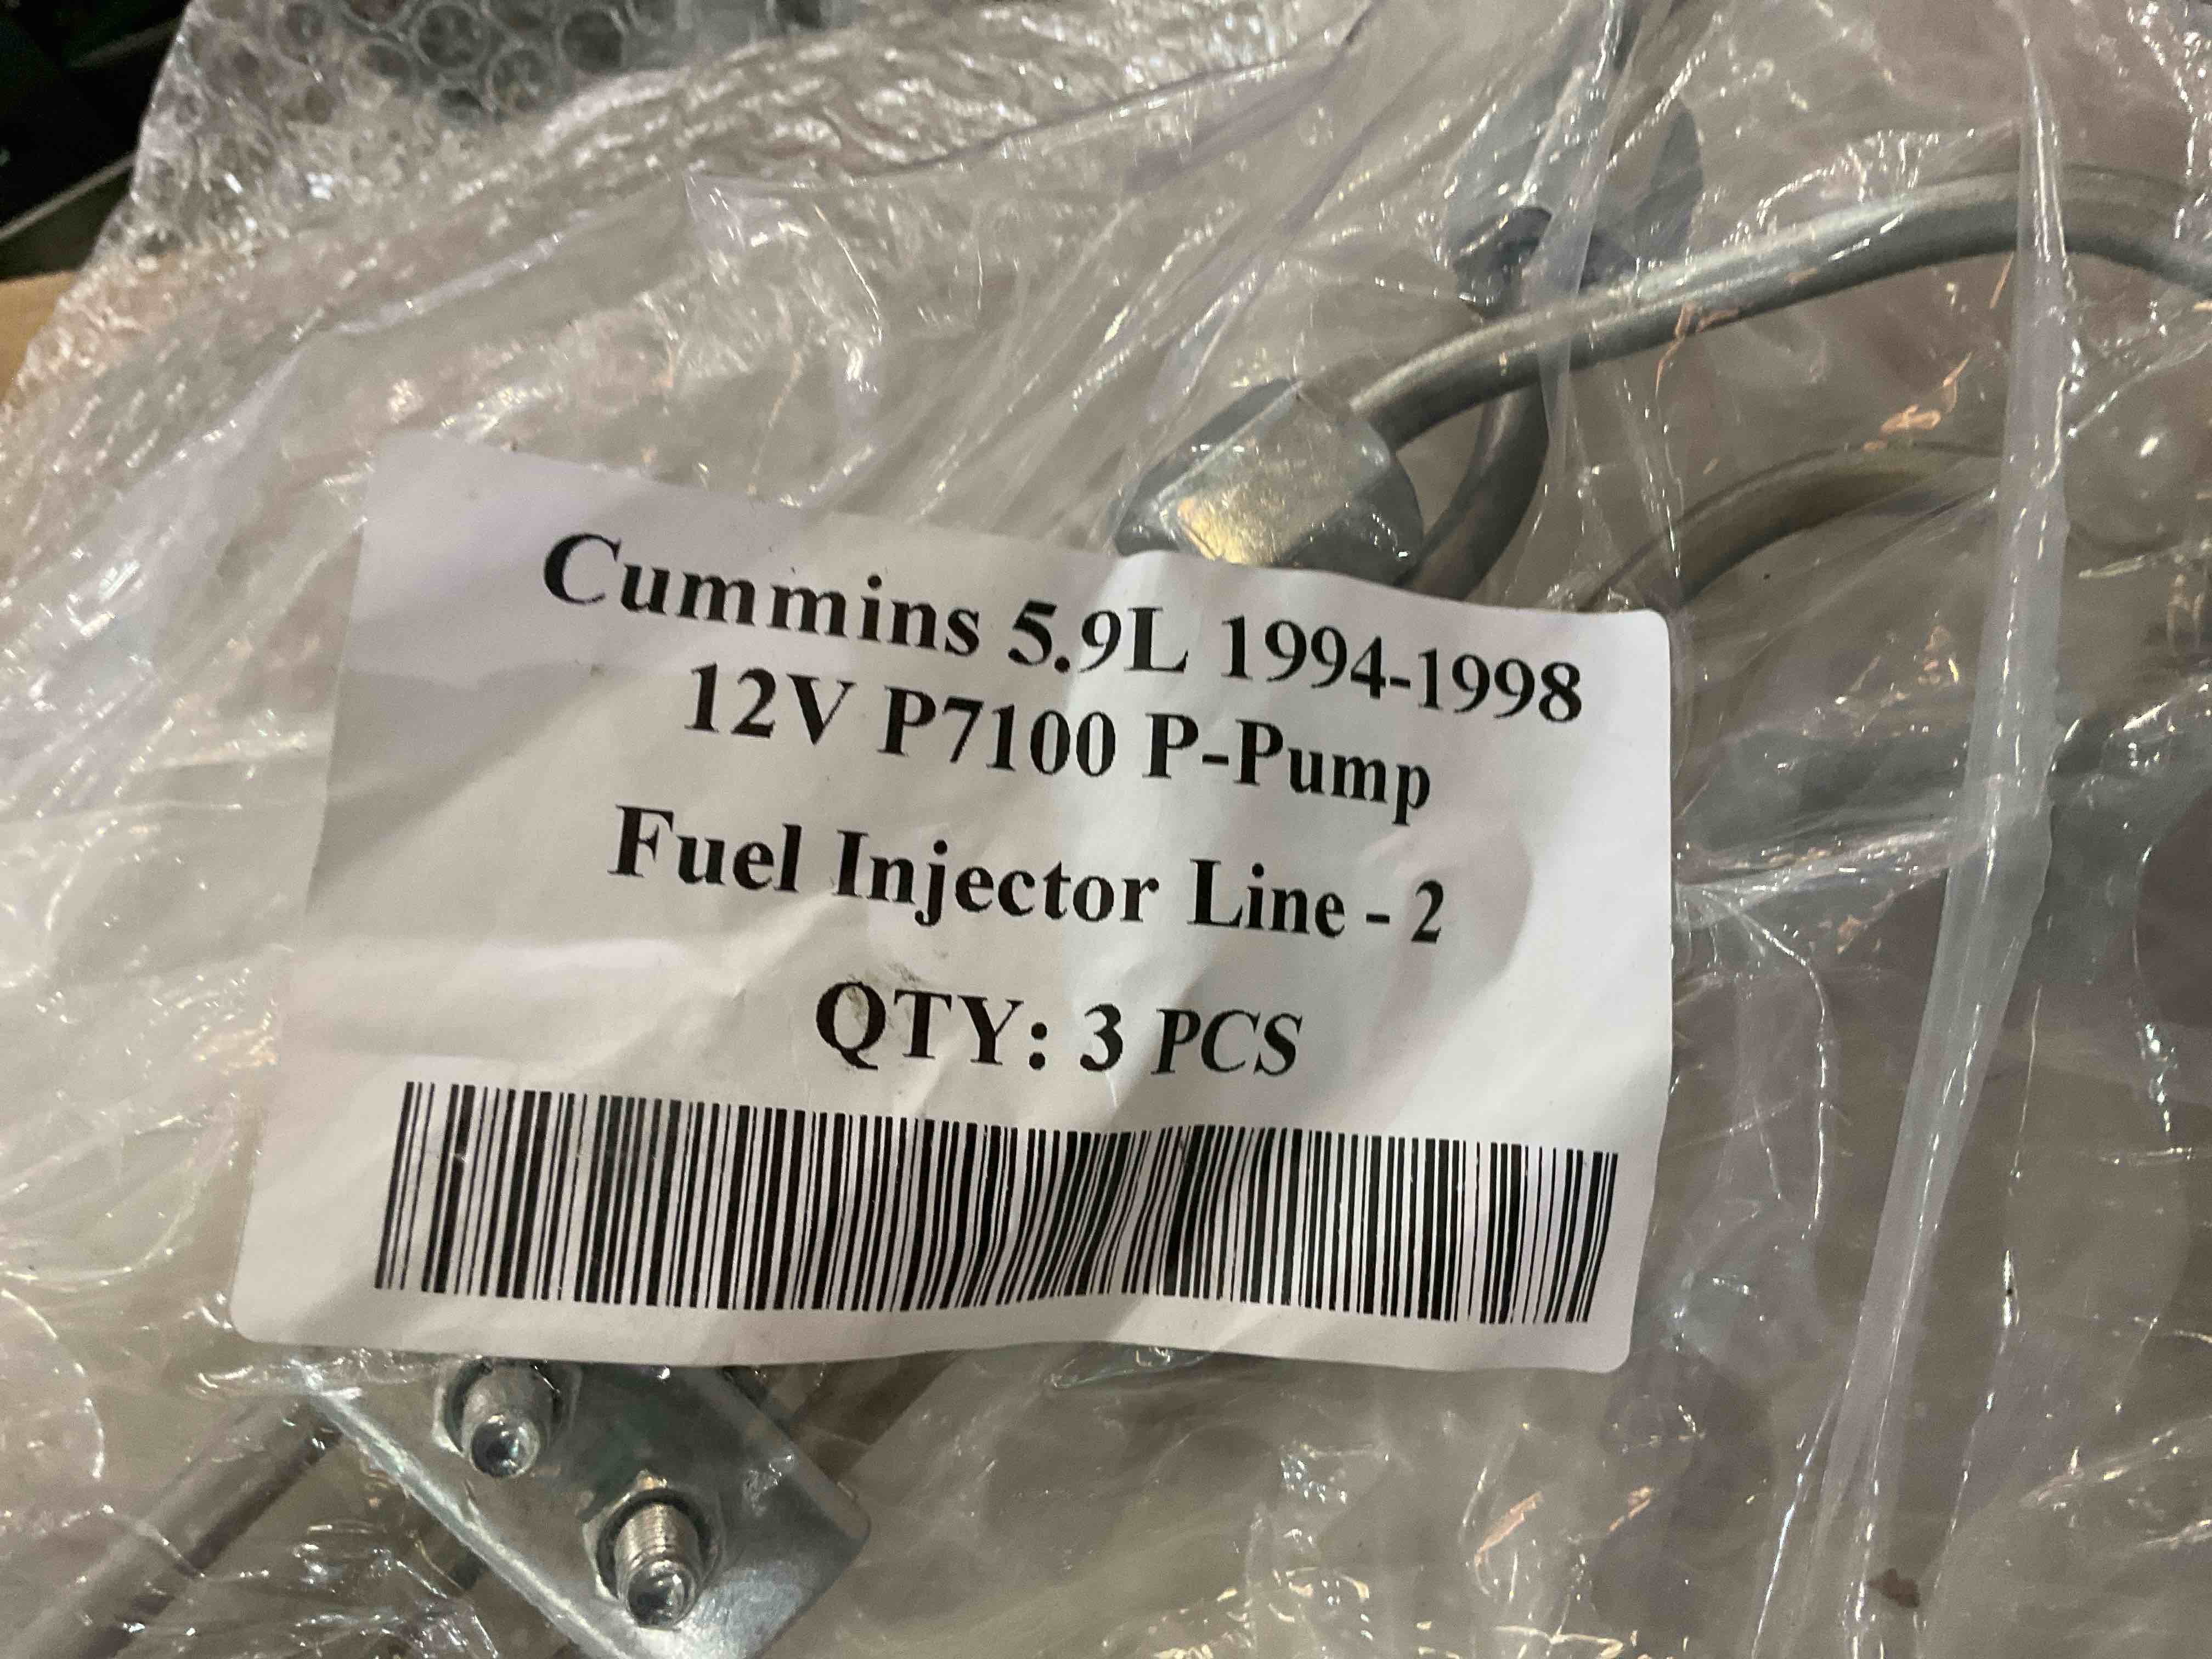 Cummins 5.9L 1994-1998
12V P7100 P-Pump
Fuel Injector Line - 2
QTY: 3 PCS